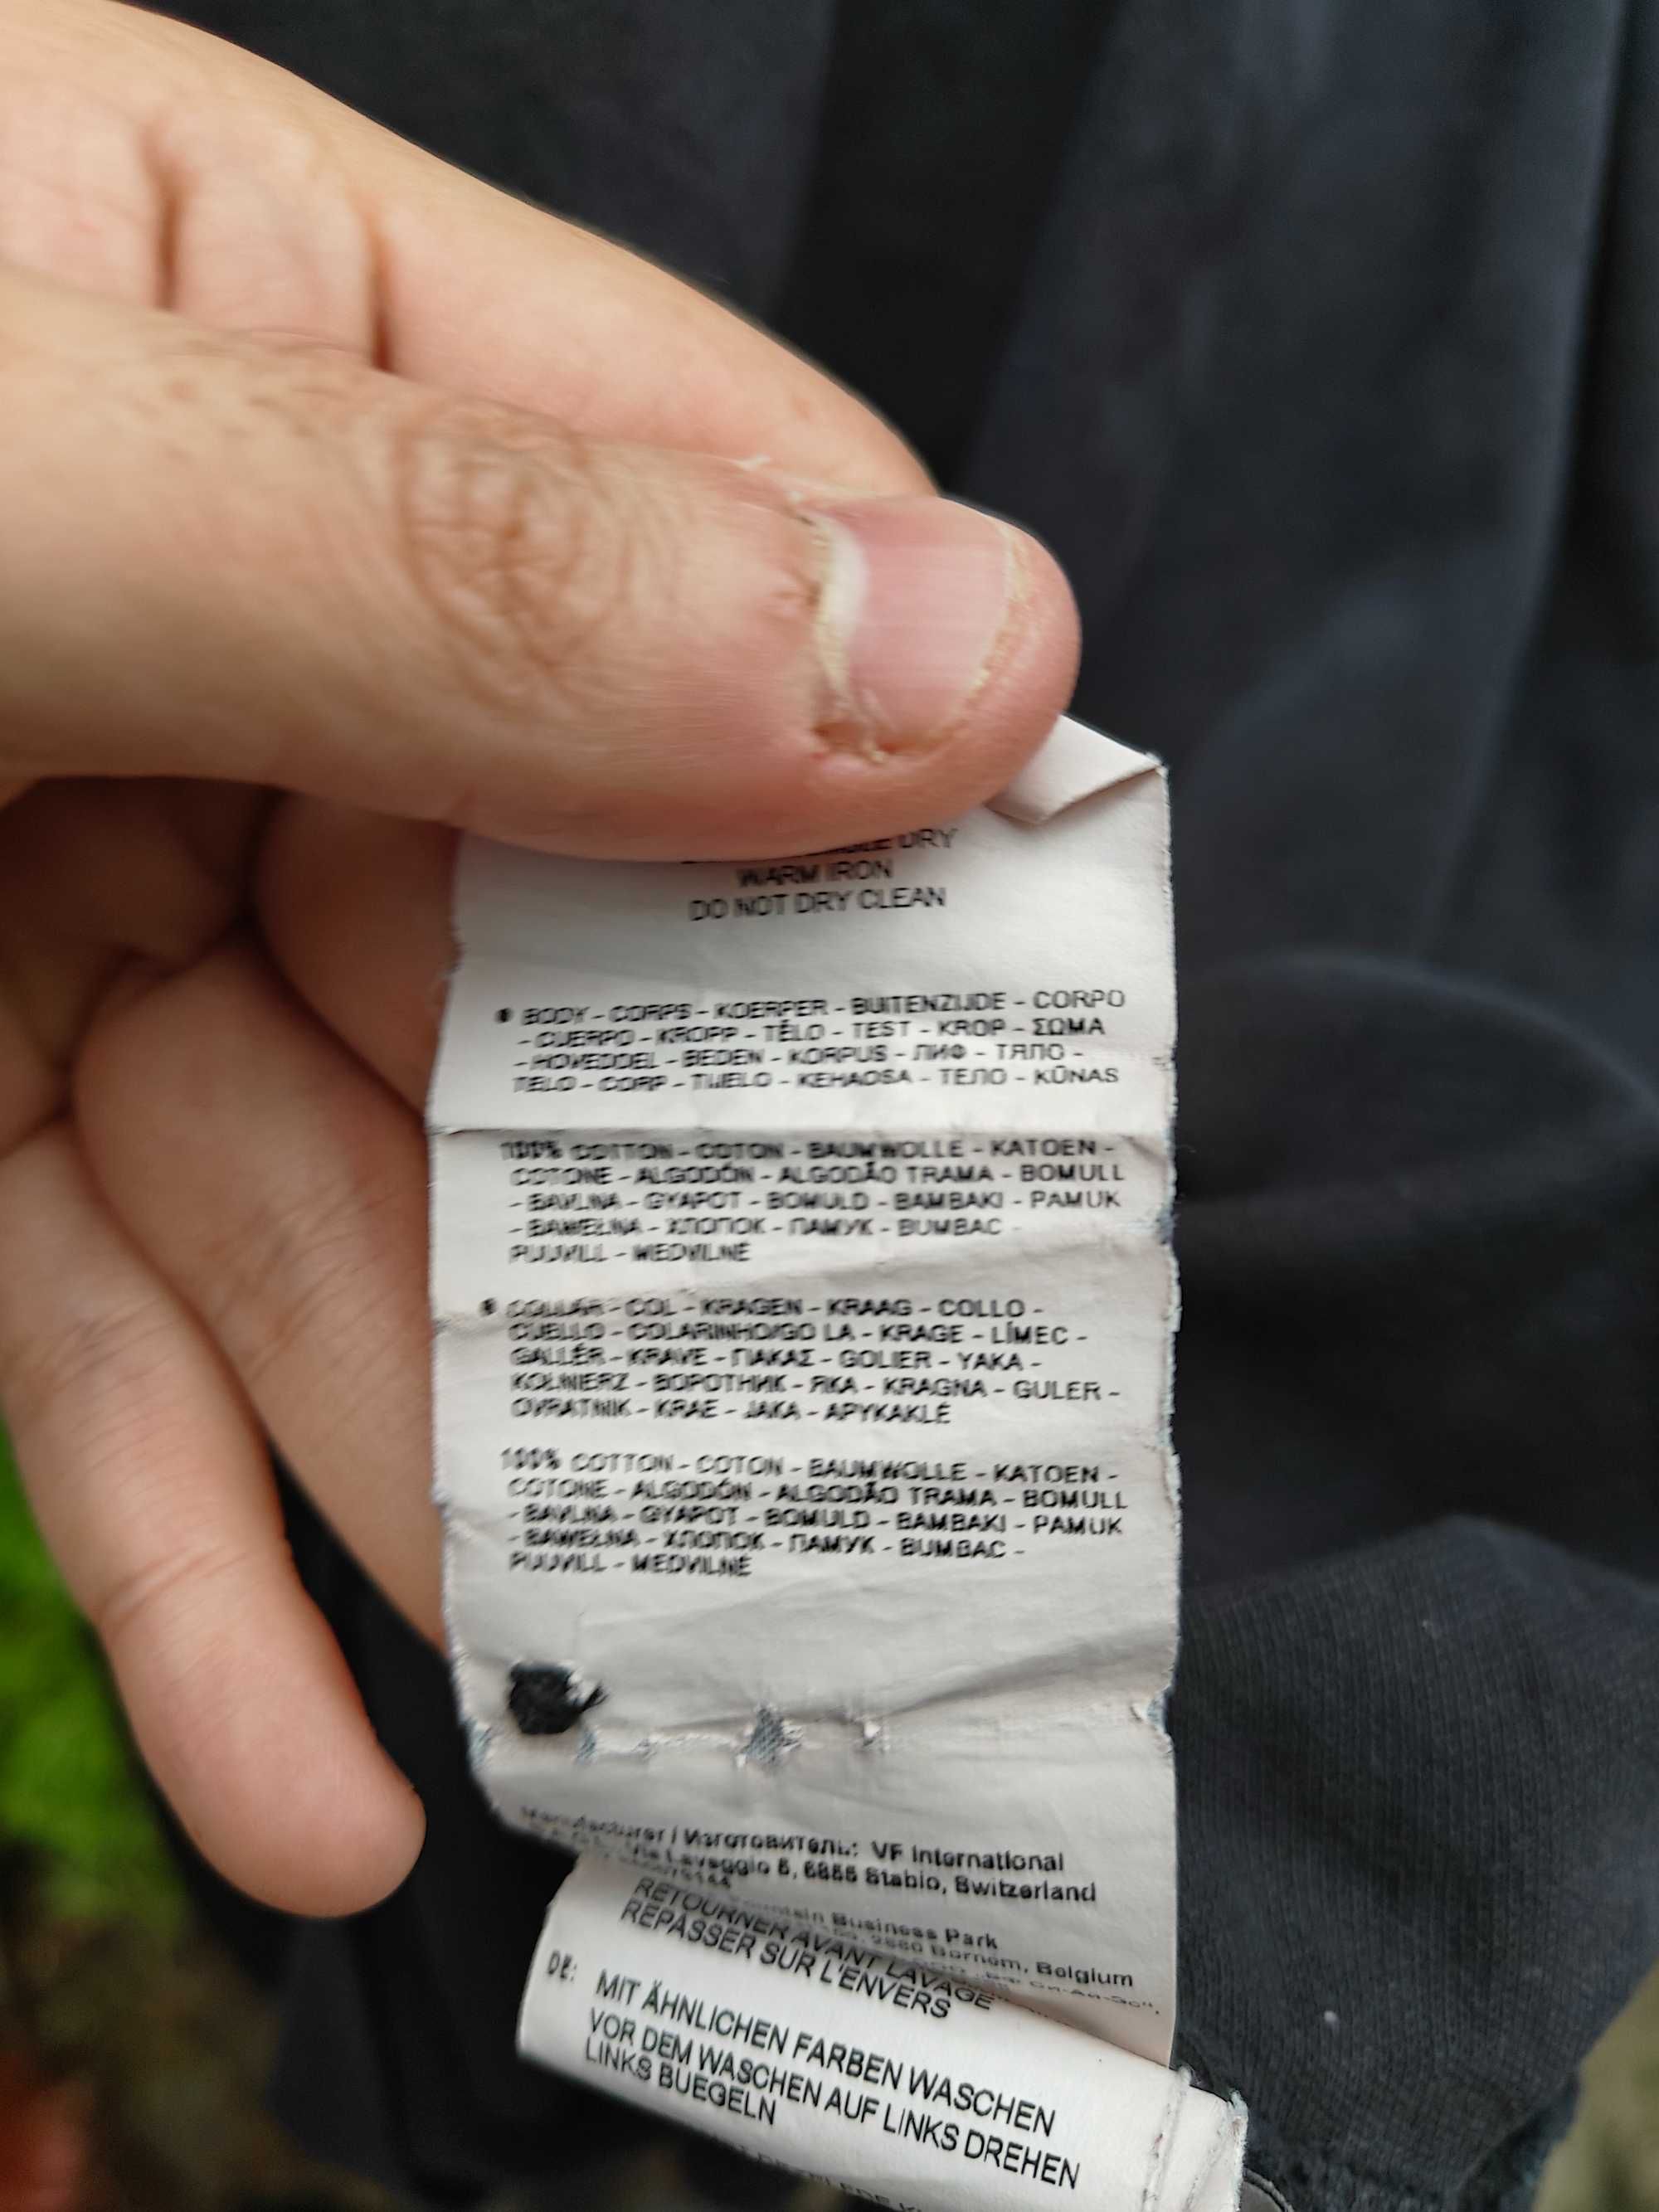 DRY
WARM IRON
DO NOT DRY CLEAN
BODY - CORPS - KOERPER - BUITENZIJDE - CORPO
- CUERPO - KROPP - TĚLO - TEST - KROP - ΣΩΜΑ
- HOVEDDEL - BEDEN - KORPUS - ЛИФ - ТЯЛО -
TELO - CORP - TIJELO - KEHAOSA - ТЕЛО - KŪNAS
100% COTTON - COTON - BAUMWOLLE - KATOEN -
COTONE - ALGODÓN - ALGODÃO TRAMA - BOMULL
- BAVLNA - GYAPOT - BOMULD - BAMBAKI - PAMUK
- BAWEŁNA - ХЛОПОК - ПАМУК - BUMBAC -
PUUVILL - MEDVILNĖ
COLLAR - COL - KRAGEN - KRAAG - COLLO -
CUELLO - COLARINHO/GO LA - KRAGE - LÍMEC -
GALLÉR - KRAVE - ΓΙΑΚΑΣ - GOLIER - YAKA -
KOŁNIERZ - ВОРОТНИК - ЯКА - KRAGNA - GULER -
OVRATNIK - KRAE - JAKA - APYKAKLĖ
100% COTTON - COTON - BAUMWOLLE - KATOEN -
COTONE - ALGODÓN - ALGODÃO TRAMA - BOMULL
- BAVLNA - GYAPOT - BOMULD - BAMBAKI - PAMUK
- BAWEŁNA - ХЛОПОК - ПАМУК - BUMBAC -
PUUVILL - MEDVILNĖ
Manufacturer / Изготовитель: VF International
Via Laveggio 5, 6855 Stabio, Switzerland
Business Park
2880 Bornem, Belgium
RETOURNER AVANT LAVAGE
REPASSER SUR L'ENVERS
DE: MIT ÄHNLICHEN FARBEN WASCHEN
VOR DEM WASCHEN AUF LINKS DREHEN
LINKS BUEGELN